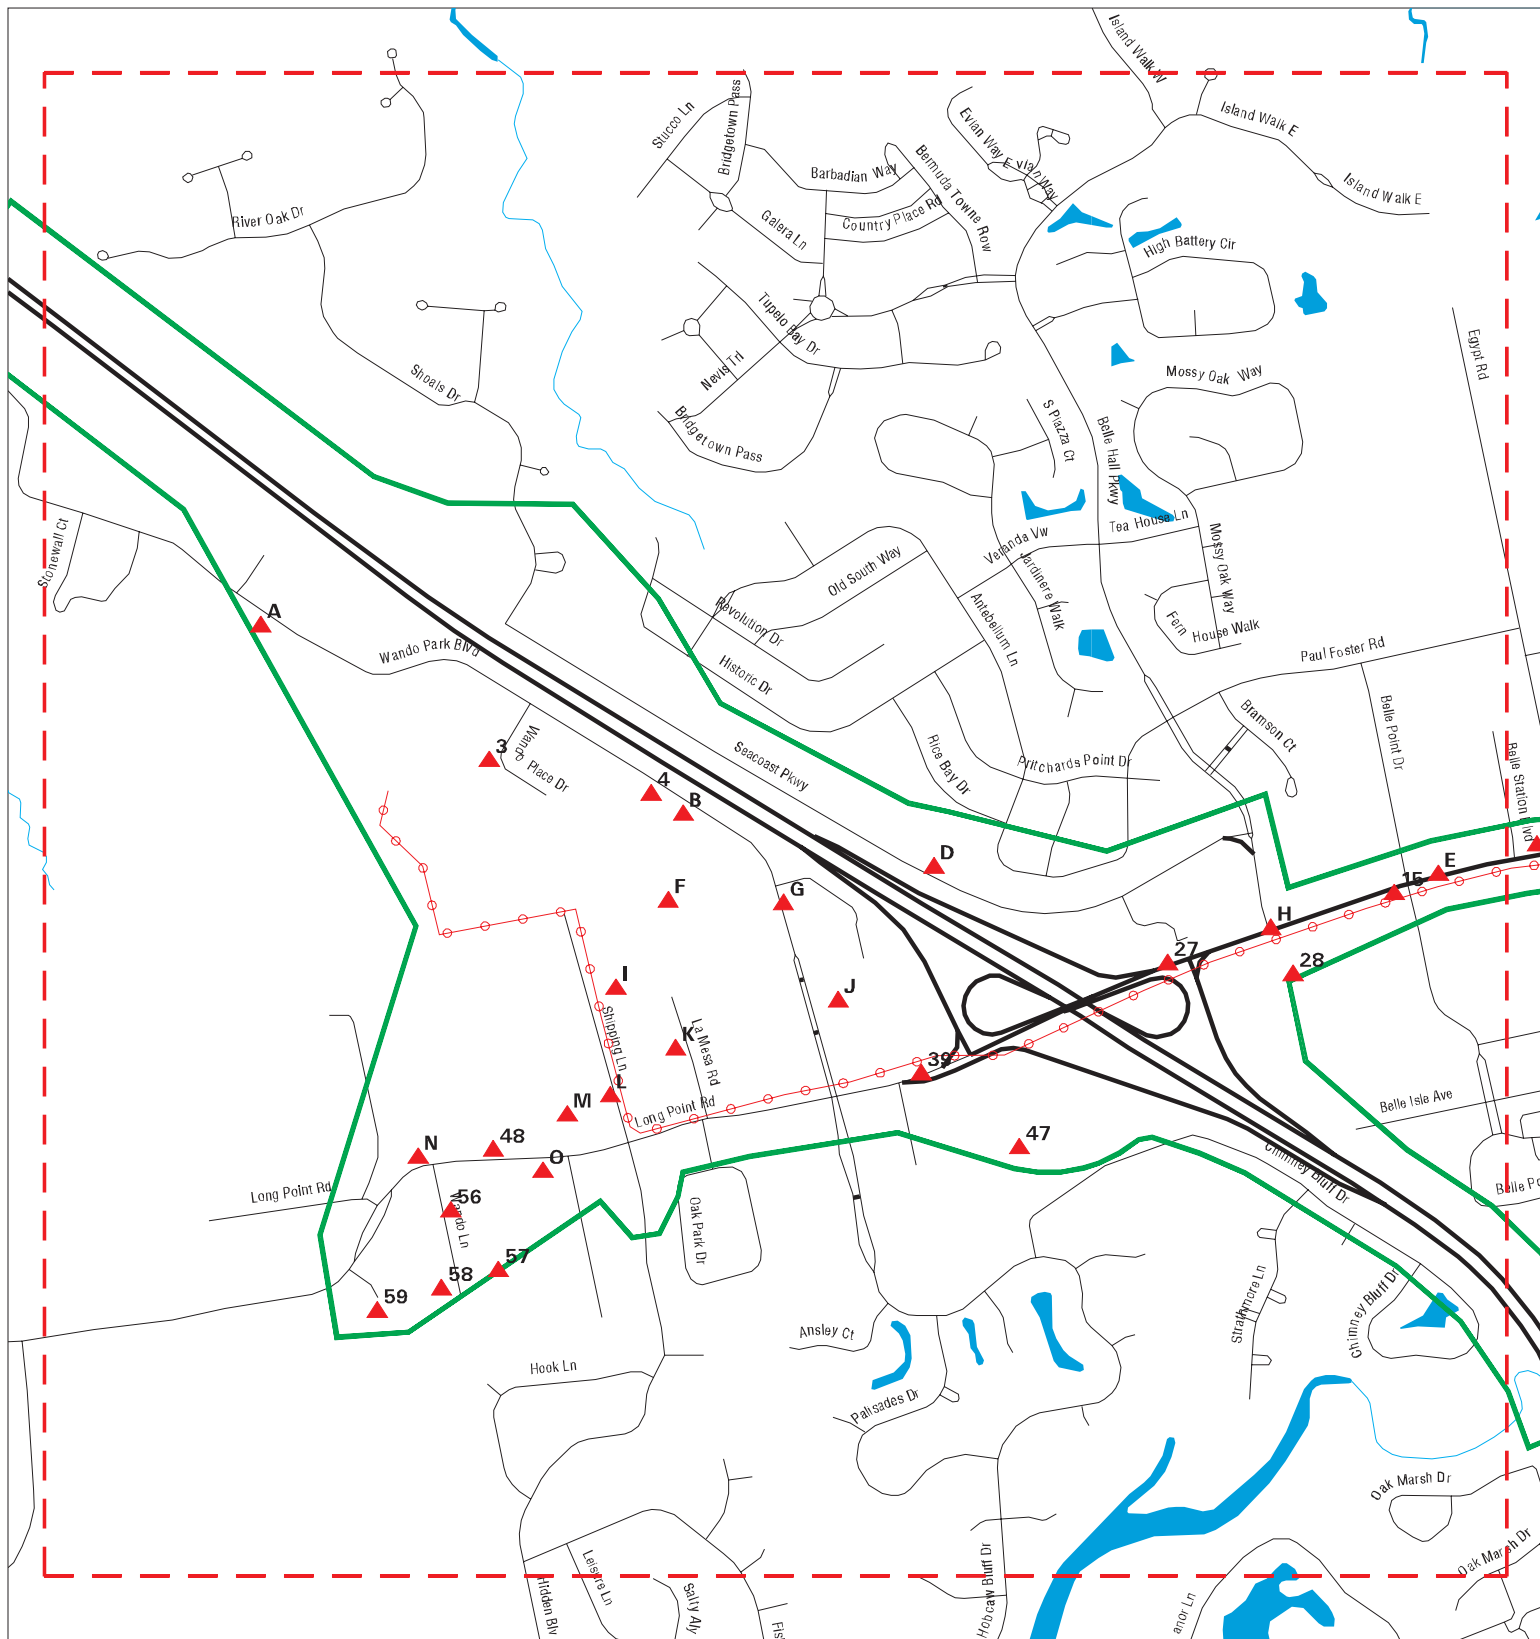 Island Walk W
Island Walk E
Island Walk E
Stucco Ln
Bridgetown Pass
Barbadian Way
Bermuda Towne Row
Evian Way
Evian Way
River Oak Dr
Galera Ln
Country Place Rd
High Battery Cir
Tupelo Bay Dr
Nevis Trl
Egypt Rd
Shoals Dr
Mossy Oak Way
Bridgetown Pass
S Piazza Ct
Belle Hall Pkwy
Tea House Ln
Stonewall Ct
Veranda Vw
Old South Way
Jardinere Walk
Mossy Oak Way
A
Revolution Dr
Antebellum Ln
Fern House Walk
Wando Park Blvd
Historic Dr
Paul Foster Rd
Belle Point Dr
Bramson Ct
3
Wando Place Dr
Seacoast Pkwy
Rice Bay Dr
Pritchards Point Dr
Belle Station Blvd
4
B
D
E
15
F
G
H
27
28
I
J
Shipping Ln
K
La Mesa Rd
39
L
M
Long Point Rd
Belle Isle Ave
N
48
O
47
Chimney Bluff Dr
Long Point Rd
56
Wando Ln
Oak Park Dr
57
58
59
Strathmore Ln
Chimney Bluff Dr
Ansley Ct
Hook Ln
Palisades Dr
Oak Marsh Dr
Oak Marsh Dr
Hobcaw Bluff Dr
Leisure Ln
Hidden Blv
Salty Aly
anor Ln
Belle Po